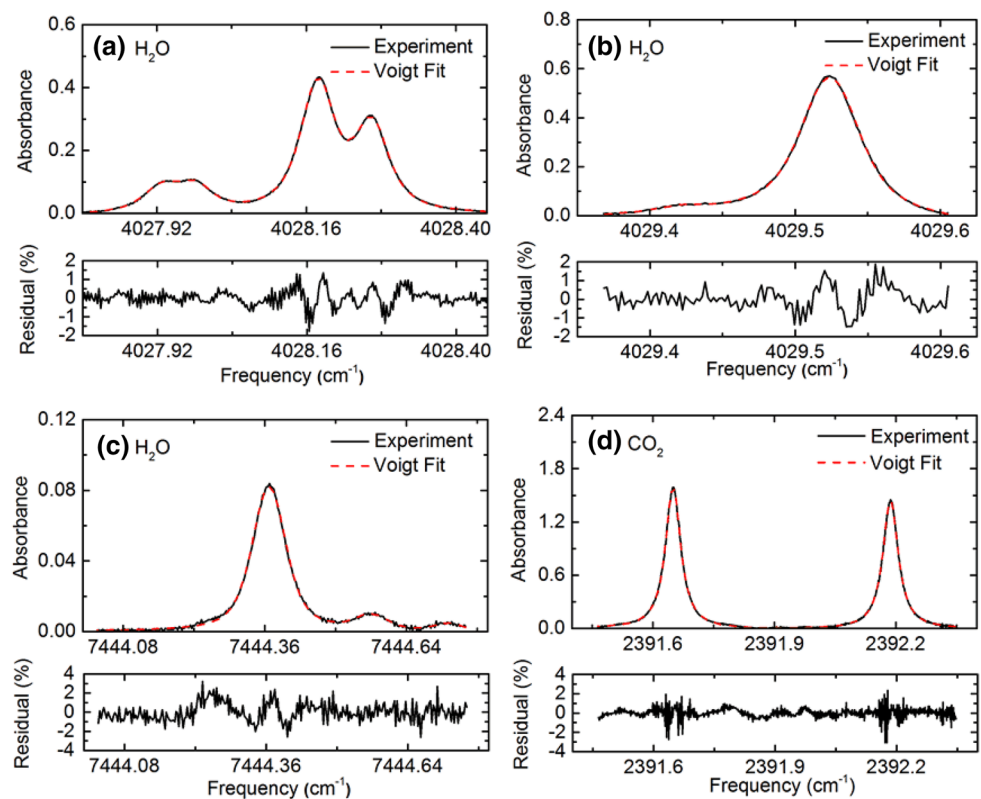 (a) H₂O
Experiment
Voigt Fit
Absorbance
0.6
0.4
0.2
0.0
4027.92 4028.16 4028.40
Residual (%)
2
1
0
-1
-2
4027.92 4028.16 4028.40
Frequency (cm⁻¹)
(b) H₂O
Experiment
Voigt Fit
Absorbance
0.8
0.6
0.4
0.2
0.0
4029.4 4029.5 4029.6
Residual (%)
2
1
0
-1
-2
4029.4 4029.5 4029.6
Frequency (cm⁻¹)
(c) H₂O
Experiment
Voigt Fit
Absorbance
0.12
0.08
0.04
0.00
7444.08 7444.36 7444.64
Residual (%)
4
2
0
-2
-4
7444.08 7444.36 7444.64
Frequency (cm⁻¹)
(d) CO₂
Experiment
Voigt Fit
Absorbance
2.4
1.8
1.2
0.6
0.0
2391.6 2391.9 2392.2
Residual (%)
4
2
0
-2
-4
2391.6 2391.9 2392.2
Frequency (cm⁻¹)